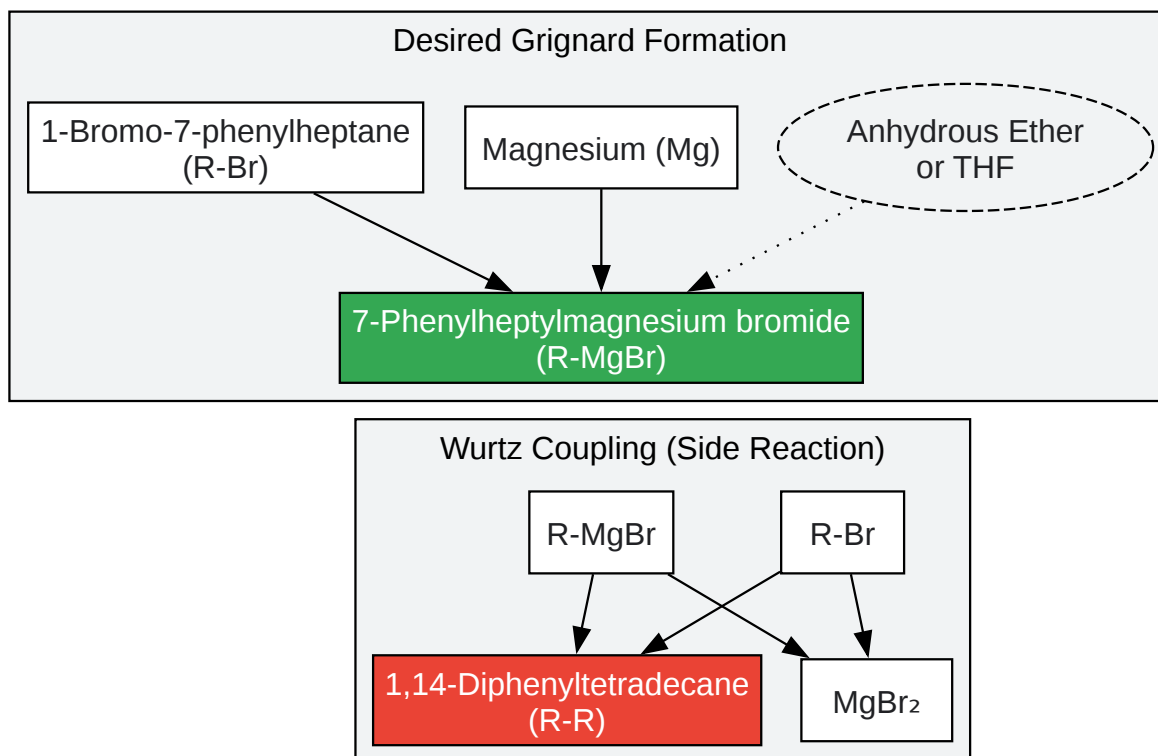 Desired Grignard Formation
1-Bromo-7-phenylheptane
(R-Br)
Magnesium (Mg)
Anhydrous Ether
or THF
7-Phenylheptylmagnesium bromide
(R-MgBr)
Wurtz Coupling (Side Reaction)
R-MgBr
R-Br
1,14-Diphenyltetradecane
(R-R)
MgBr₂